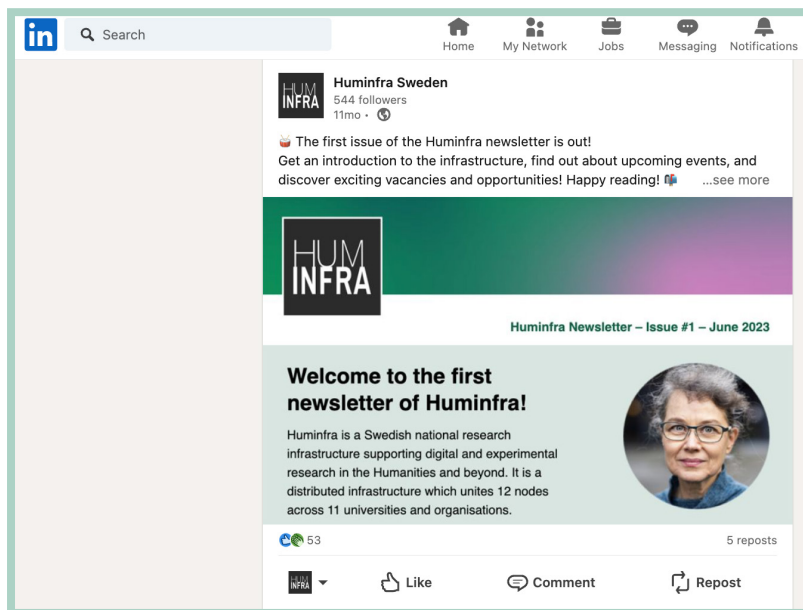 in
Search
Home
My Network
Jobs
Messaging
Notifications
HUM
INFRA
Huminfra Sweden
544 followers
11mo •
🥁 The first issue of the Huminfra newsletter is out!
Get an introduction to the infrastructure, find out about upcoming events, and
discover exciting vacancies and opportunities! Happy reading! 📬 ...see more
HUM
INFRA
Huminfra Newsletter – Issue #1 – June 2023
Welcome to the first
newsletter of Huminfra!
Huminfra is a Swedish national research
infrastructure supporting digital and experimental
research in the Humanities and beyond. It is a
distributed infrastructure which unites 12 nodes
across 11 universities and organisations.
53
5 reposts
HUM
INFRA
Like
Comment
Repost